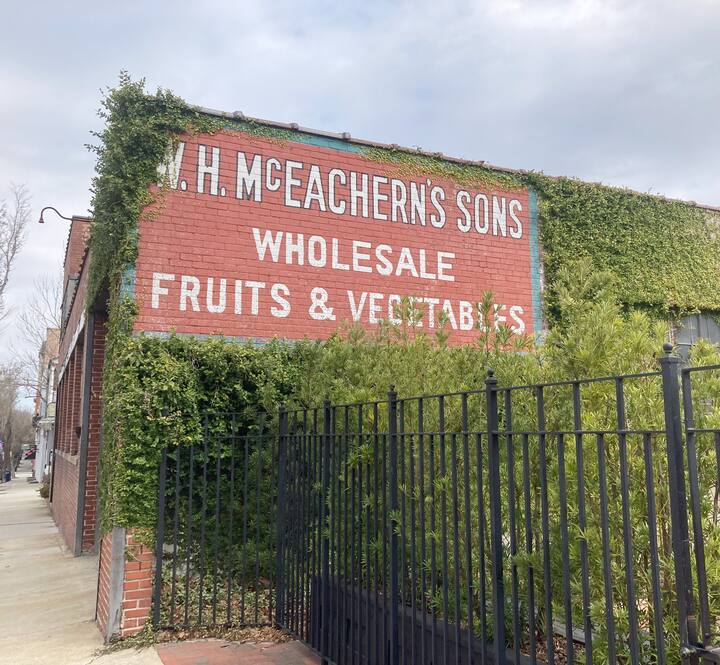 W. H. McEACHERN'S SONS
WHOLESALE
FRUITS & VEGETABLES